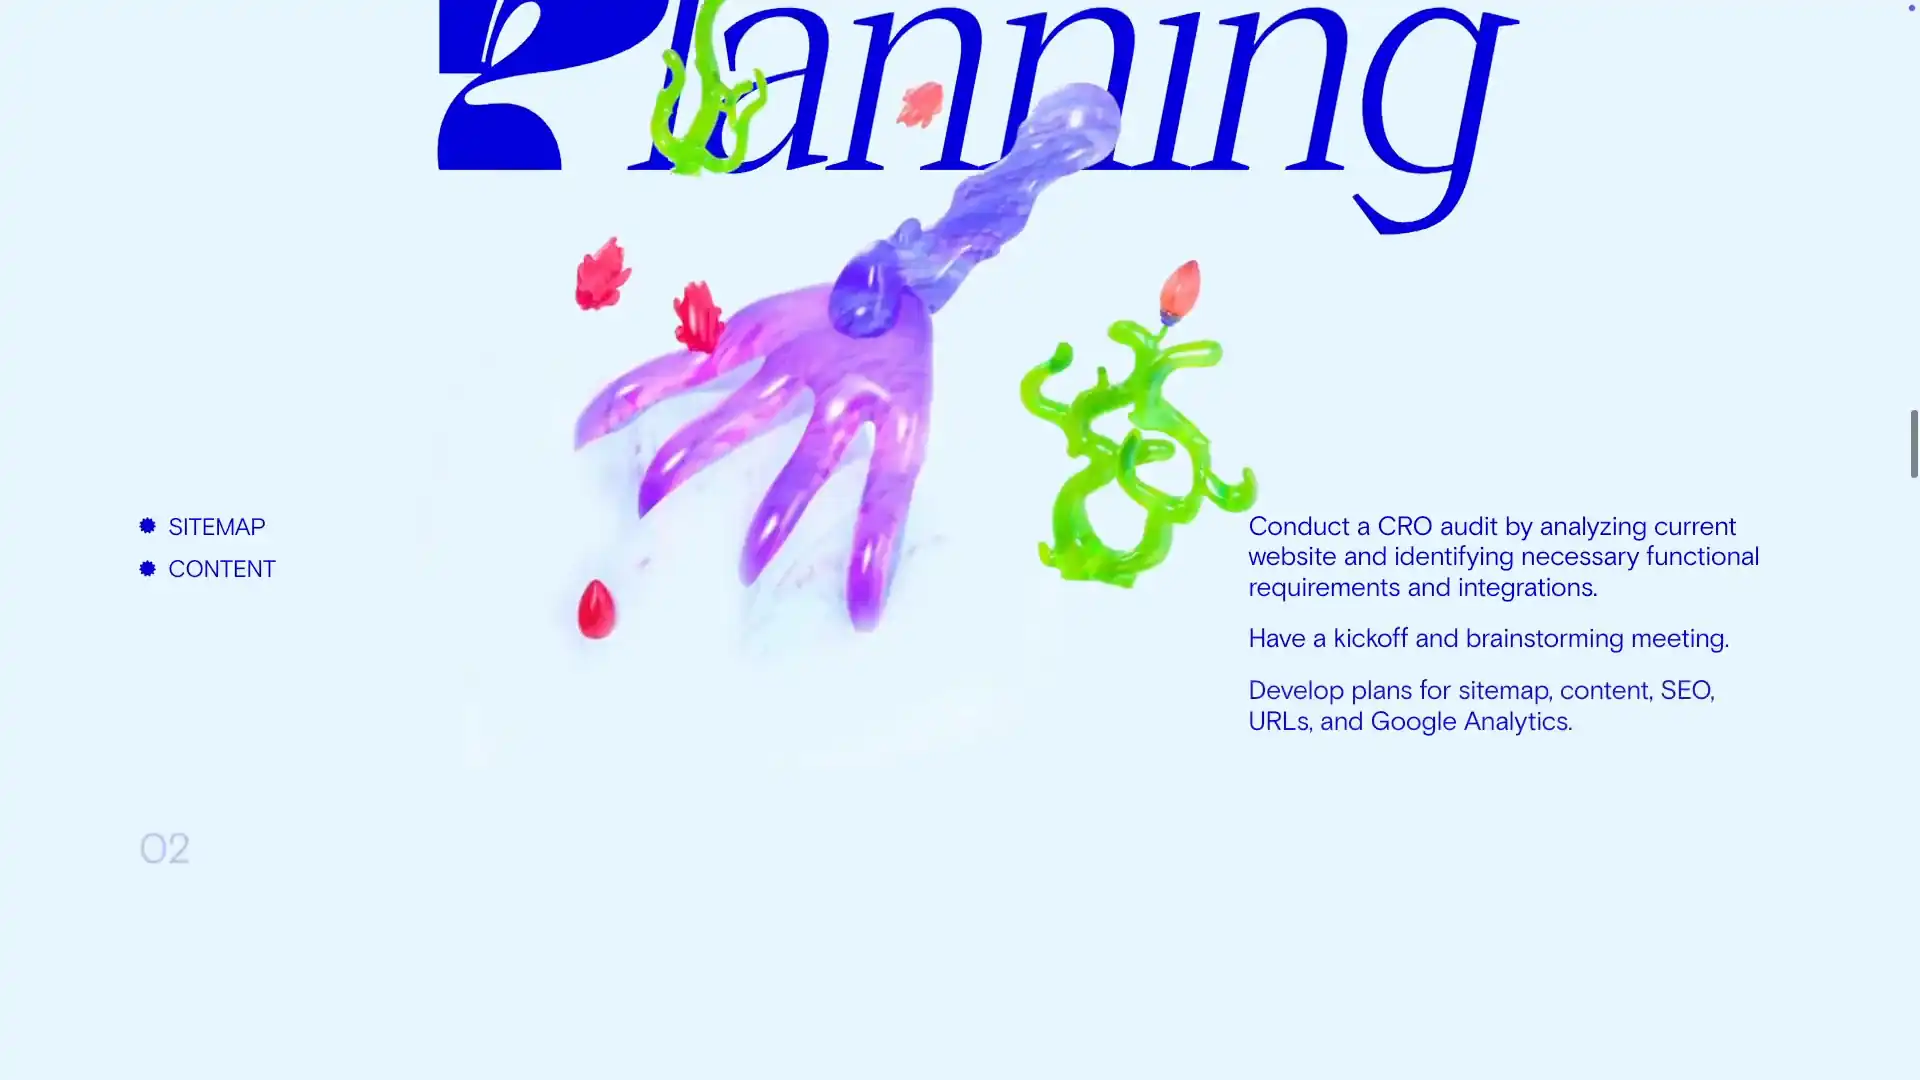 Planning
SITEMAP
CONTENT
Conduct a CRO audit by analyzing current
website and identifying necessary functional
requirements and integrations.
Have a kickoff and brainstorming meeting.
Develop plans for sitemap, content, SEO,
URLs, and Google Analytics.
02